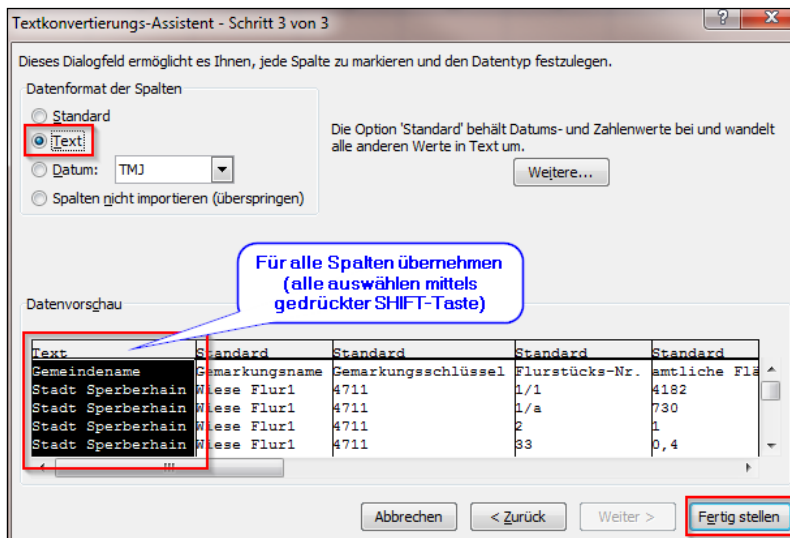 Textkonvertierungs-Assistent - Schritt 3 von 3
Dieses Dialogfeld ermöglicht es Ihnen, jede Spalte zu markieren und den Datentyp festzulegen.
Datenformat der Spalten
Standard
Text
Datum: TMJ
Spalten nicht importieren (überspringen)
Die Option 'Standard' behält Datums- und Zahlenwerte bei und wandelt
alle anderen Werte in Text um.
Weitere...
Für alle Spalten übernehmen
(alle auswählen mittels
gedrückter SHIFT-Taste)
Datenvorschau
Text Standard Standard Standard Standard
Gemeindename Gemarkungsname Gemarkungsschlüssel Flurstücks-Nr. amtliche Flä
Stadt Sperberhain Wiese Flur1 4711 1/1 4182
Stadt Sperberhain Wiese Flur1 4711 1/a 730
Stadt Sperberhain Wiese Flur1 4711 2 1
Stadt Sperberhain Wiese Flur1 4711 33 0,4
Abbrechen < Zurück Weiter > Fertig stellen